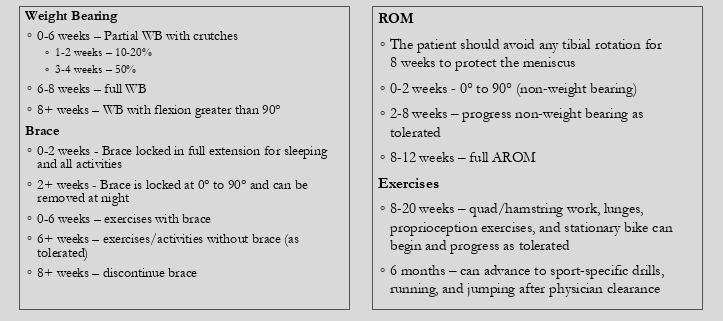 Weight Bearing
◦ 0-6 weeks – Partial WB with crutches
◦ 1-2 weeks – 10-20%
◦ 3-4 weeks – 50%
◦ 6-8 weeks – full WB
◦ 8+ weeks – WB with flexion greater than 90°
Brace
◦ 0-2 weeks - Brace locked in full extension for sleeping
and all activities
◦ 2+ weeks - Brace is locked at 0° to 90° and can be
removed at night
◦ 0-6 weeks – exercises with brace
◦ 6+ weeks – exercises/activities without brace (as
tolerated)
◦ 8+ weeks – discontinue brace
ROM
◦ The patient should avoid any tibial rotation for
8 weeks to protect the meniscus
◦ 0-2 weeks - 0° to 90° (non-weight bearing)
◦ 2-8 weeks – progress non-weight bearing as
tolerated
◦ 8-12 weeks – full AROM
Exercises
◦ 8-20 weeks – quad/hamstring work, lunges,
proprioception exercises, and stationary bike can
begin and progress as tolerated
◦ 6 months – can advance to sport-specific drills,
running, and jumping after physician clearance